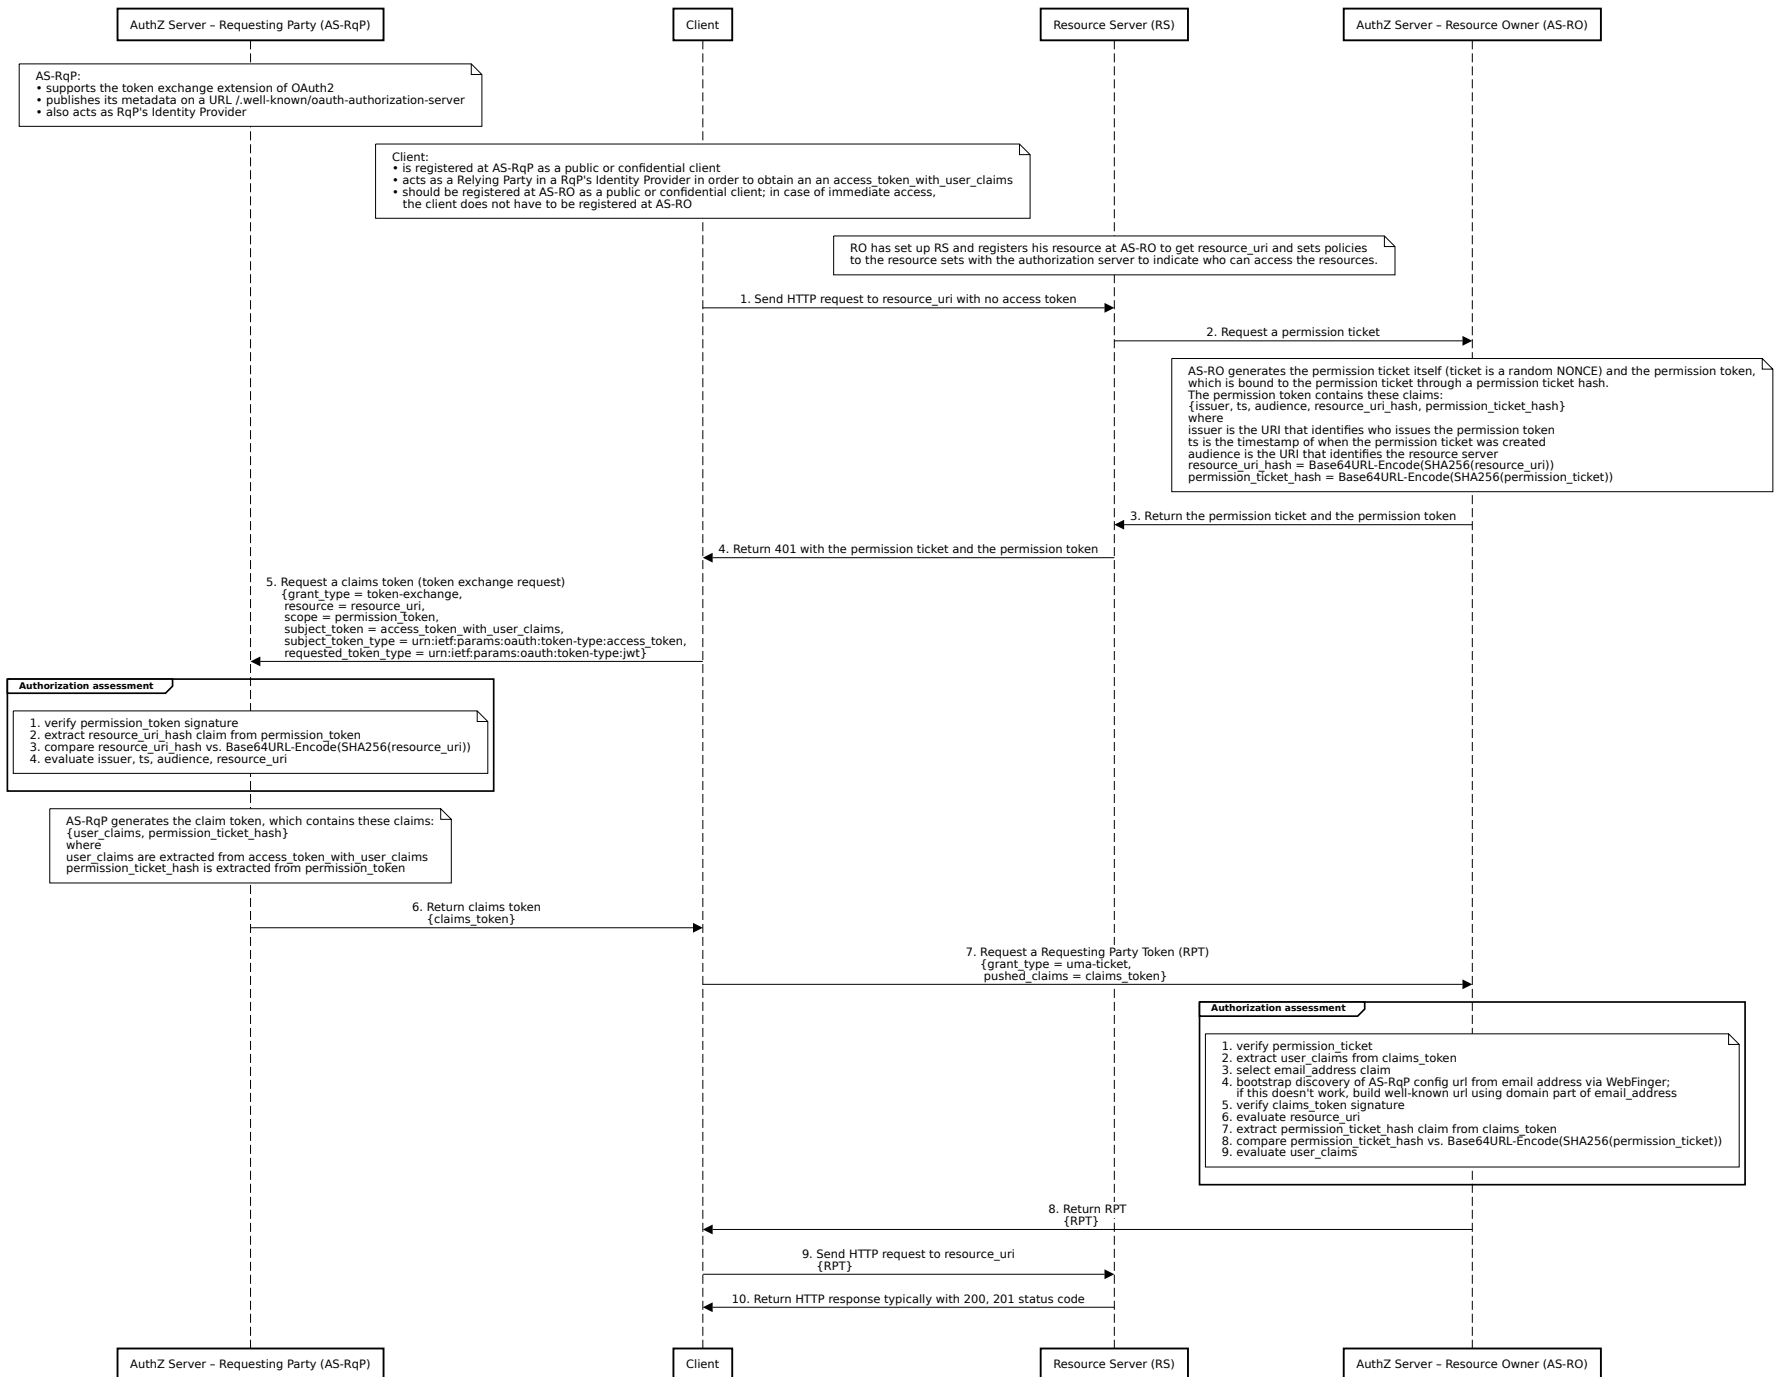 AuthZ Server – Requesting Party (AS-RqP)
Client
Resource Server (RS)
AuthZ Server – Resource Owner (AS-RO)
AS-RqP:
• supports the token exchange extension of OAuth2
• publishes its metadata on a URL /.well-known/oauth-authorization-server
• also acts as RqP's Identity Provider
Client:
• is registered at AS-RqP as a public or confidential client
• acts as a Relying Party in a RqP's Identity Provider in order to obtain an an access_token_with_user_claims
• should be registered at AS-RO as a public or confidential client; in case of immediate access,
the client does not have to be registered at AS-RO
RO has set up RS and registers his resource at AS-RO to get resource_uri and sets policies
to the resource sets with the authorization server to indicate who can access the resources.
1. Send HTTP request to resource_uri with no access token
2. Request a permission ticket
AS-RO generates the permission ticket itself (ticket is a random NONCE) and the permission token,
which is bound to the permission ticket through a permission ticket hash.
The permission token contains these claims:
{issuer, ts, audience, resource_uri_hash, permission_ticket_hash}
where
issuer is the URI that identifies who issues the permission token
ts is the timestamp of when the permission ticket was created
audience is the URI that identifies the resource server
resource_uri_hash = Base64URL-Encode(SHA256(resource_uri))
permission_ticket_hash = Base64URL-Encode(SHA256(permission_ticket))
3. Return the permission ticket and the permission token
4. Return 401 with the permission ticket and the permission token
5. Request a claims token (token exchange request)
{grant_type = token-exchange,
resource = resource_uri,
scope = permission_token,
subject_token = access_token_with_user_claims,
subject_token_type = urn:ietf:params:oauth:token-type:access_token,
requested_token_type = urn:ietf:params:oauth:token-type:jwt}
Authorization assessment
1. verify permission_token signature
2. extract resource_uri_hash claim from permission_token
3. compare resource_uri_hash vs. Base64URL-Encode(SHA256(resource_uri))
4. evaluate issuer, ts, audience, resource_uri
AS-RqP generates the claim token, which contains these claims:
{user_claims, permission_ticket_hash}
where
user_claims are extracted from access_token_with_user_claims
permission_ticket_hash is extracted from permission_token
6. Return claims token
{claims_token}
7. Request a Requesting Party Token (RPT)
{grant_type = uma-ticket,
pushed_claims = claims_token}
Authorization assessment
1. verify permission_ticket
2. extract user_claims from claims_token
3. select email_address claim
4. bootstrap discovery of AS-RqP config url from email address via WebFinger;
if this doesn't work, build well-known url using domain part of email_address
5. verify claims_token signature
6. evaluate resource_uri
7. extract permission_ticket_hash claim from claims_token
8. compare permission_ticket_hash vs. Base64URL-Encode(SHA256(permission_ticket))
9. evaluate user_claims
8. Return RPT
{RPT}
9. Send HTTP request to resource_uri
{RPT}
10. Return HTTP response typically with 200, 201 status code
AuthZ Server – Requesting Party (AS-RqP)
Client
Resource Server (RS)
AuthZ Server – Resource Owner (AS-RO)